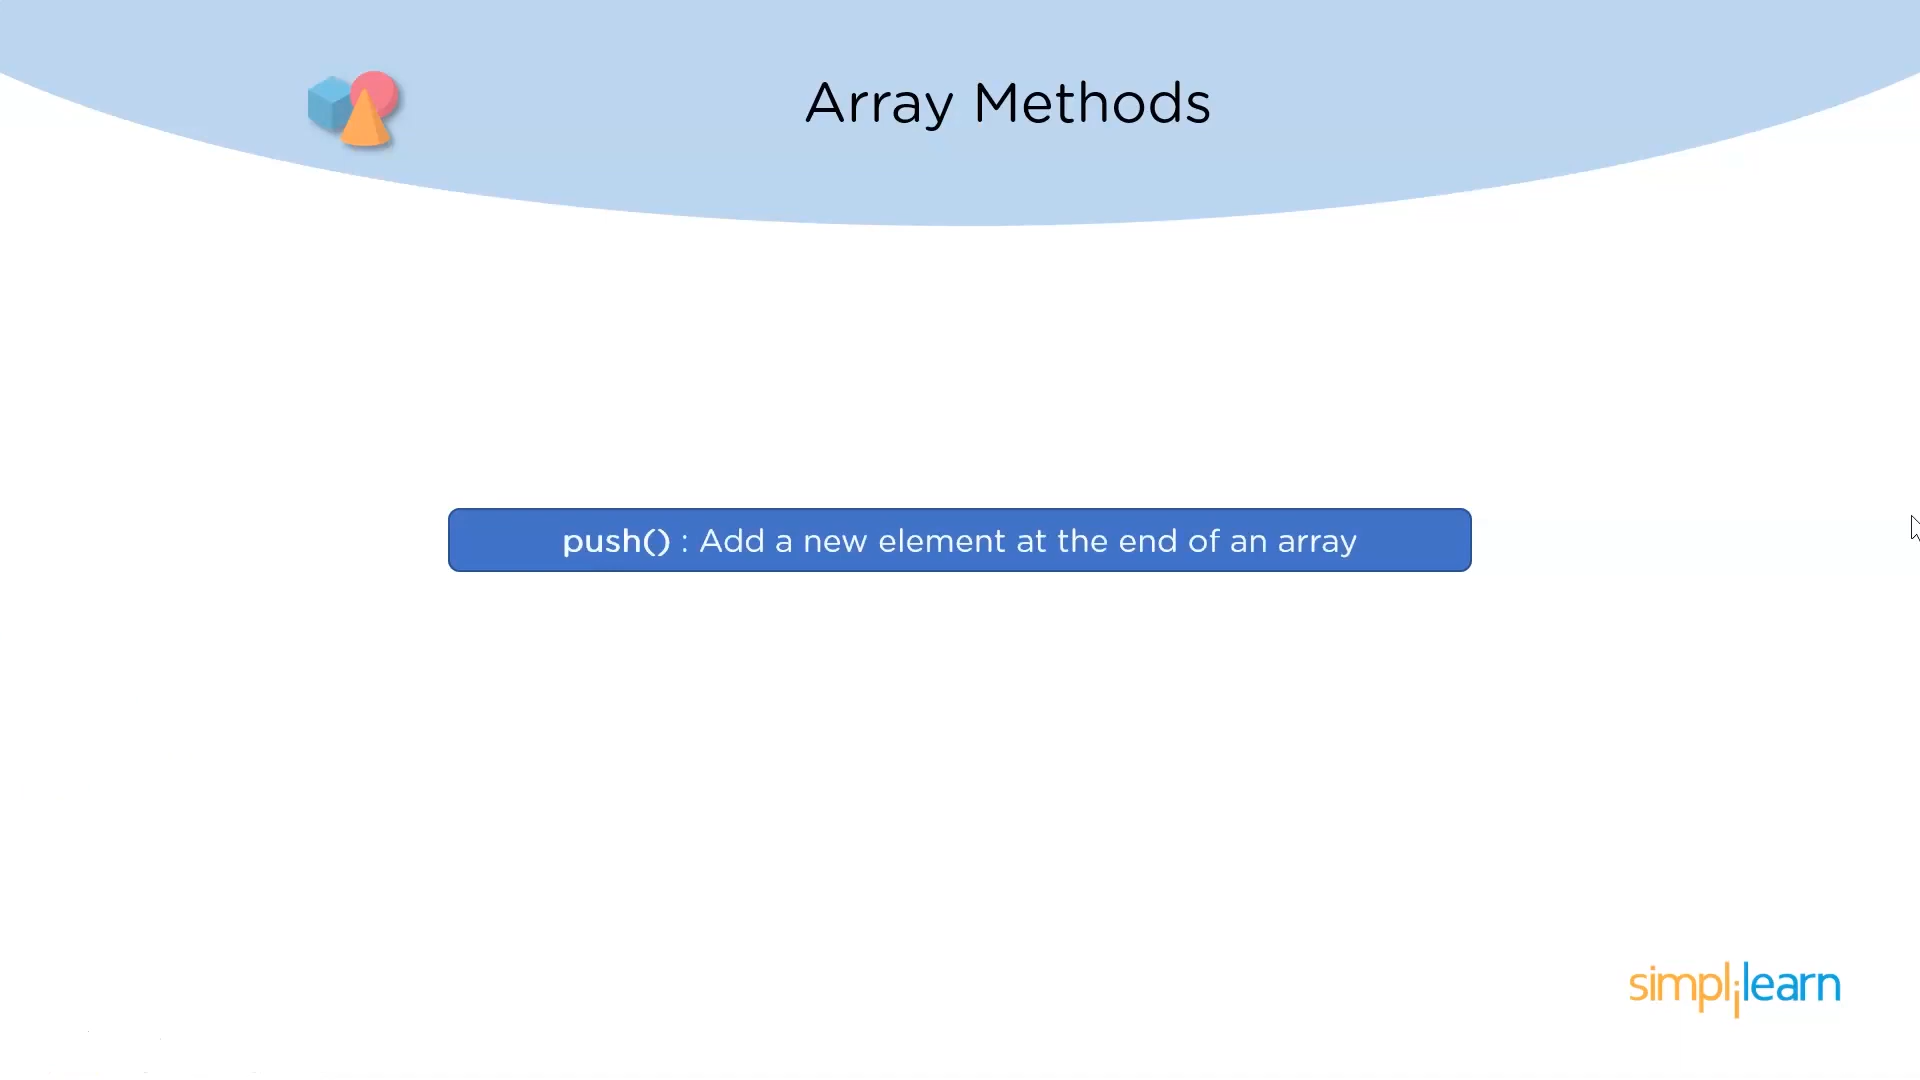 Array Methods
push() : Add a new element at the end of an array
simplilearn